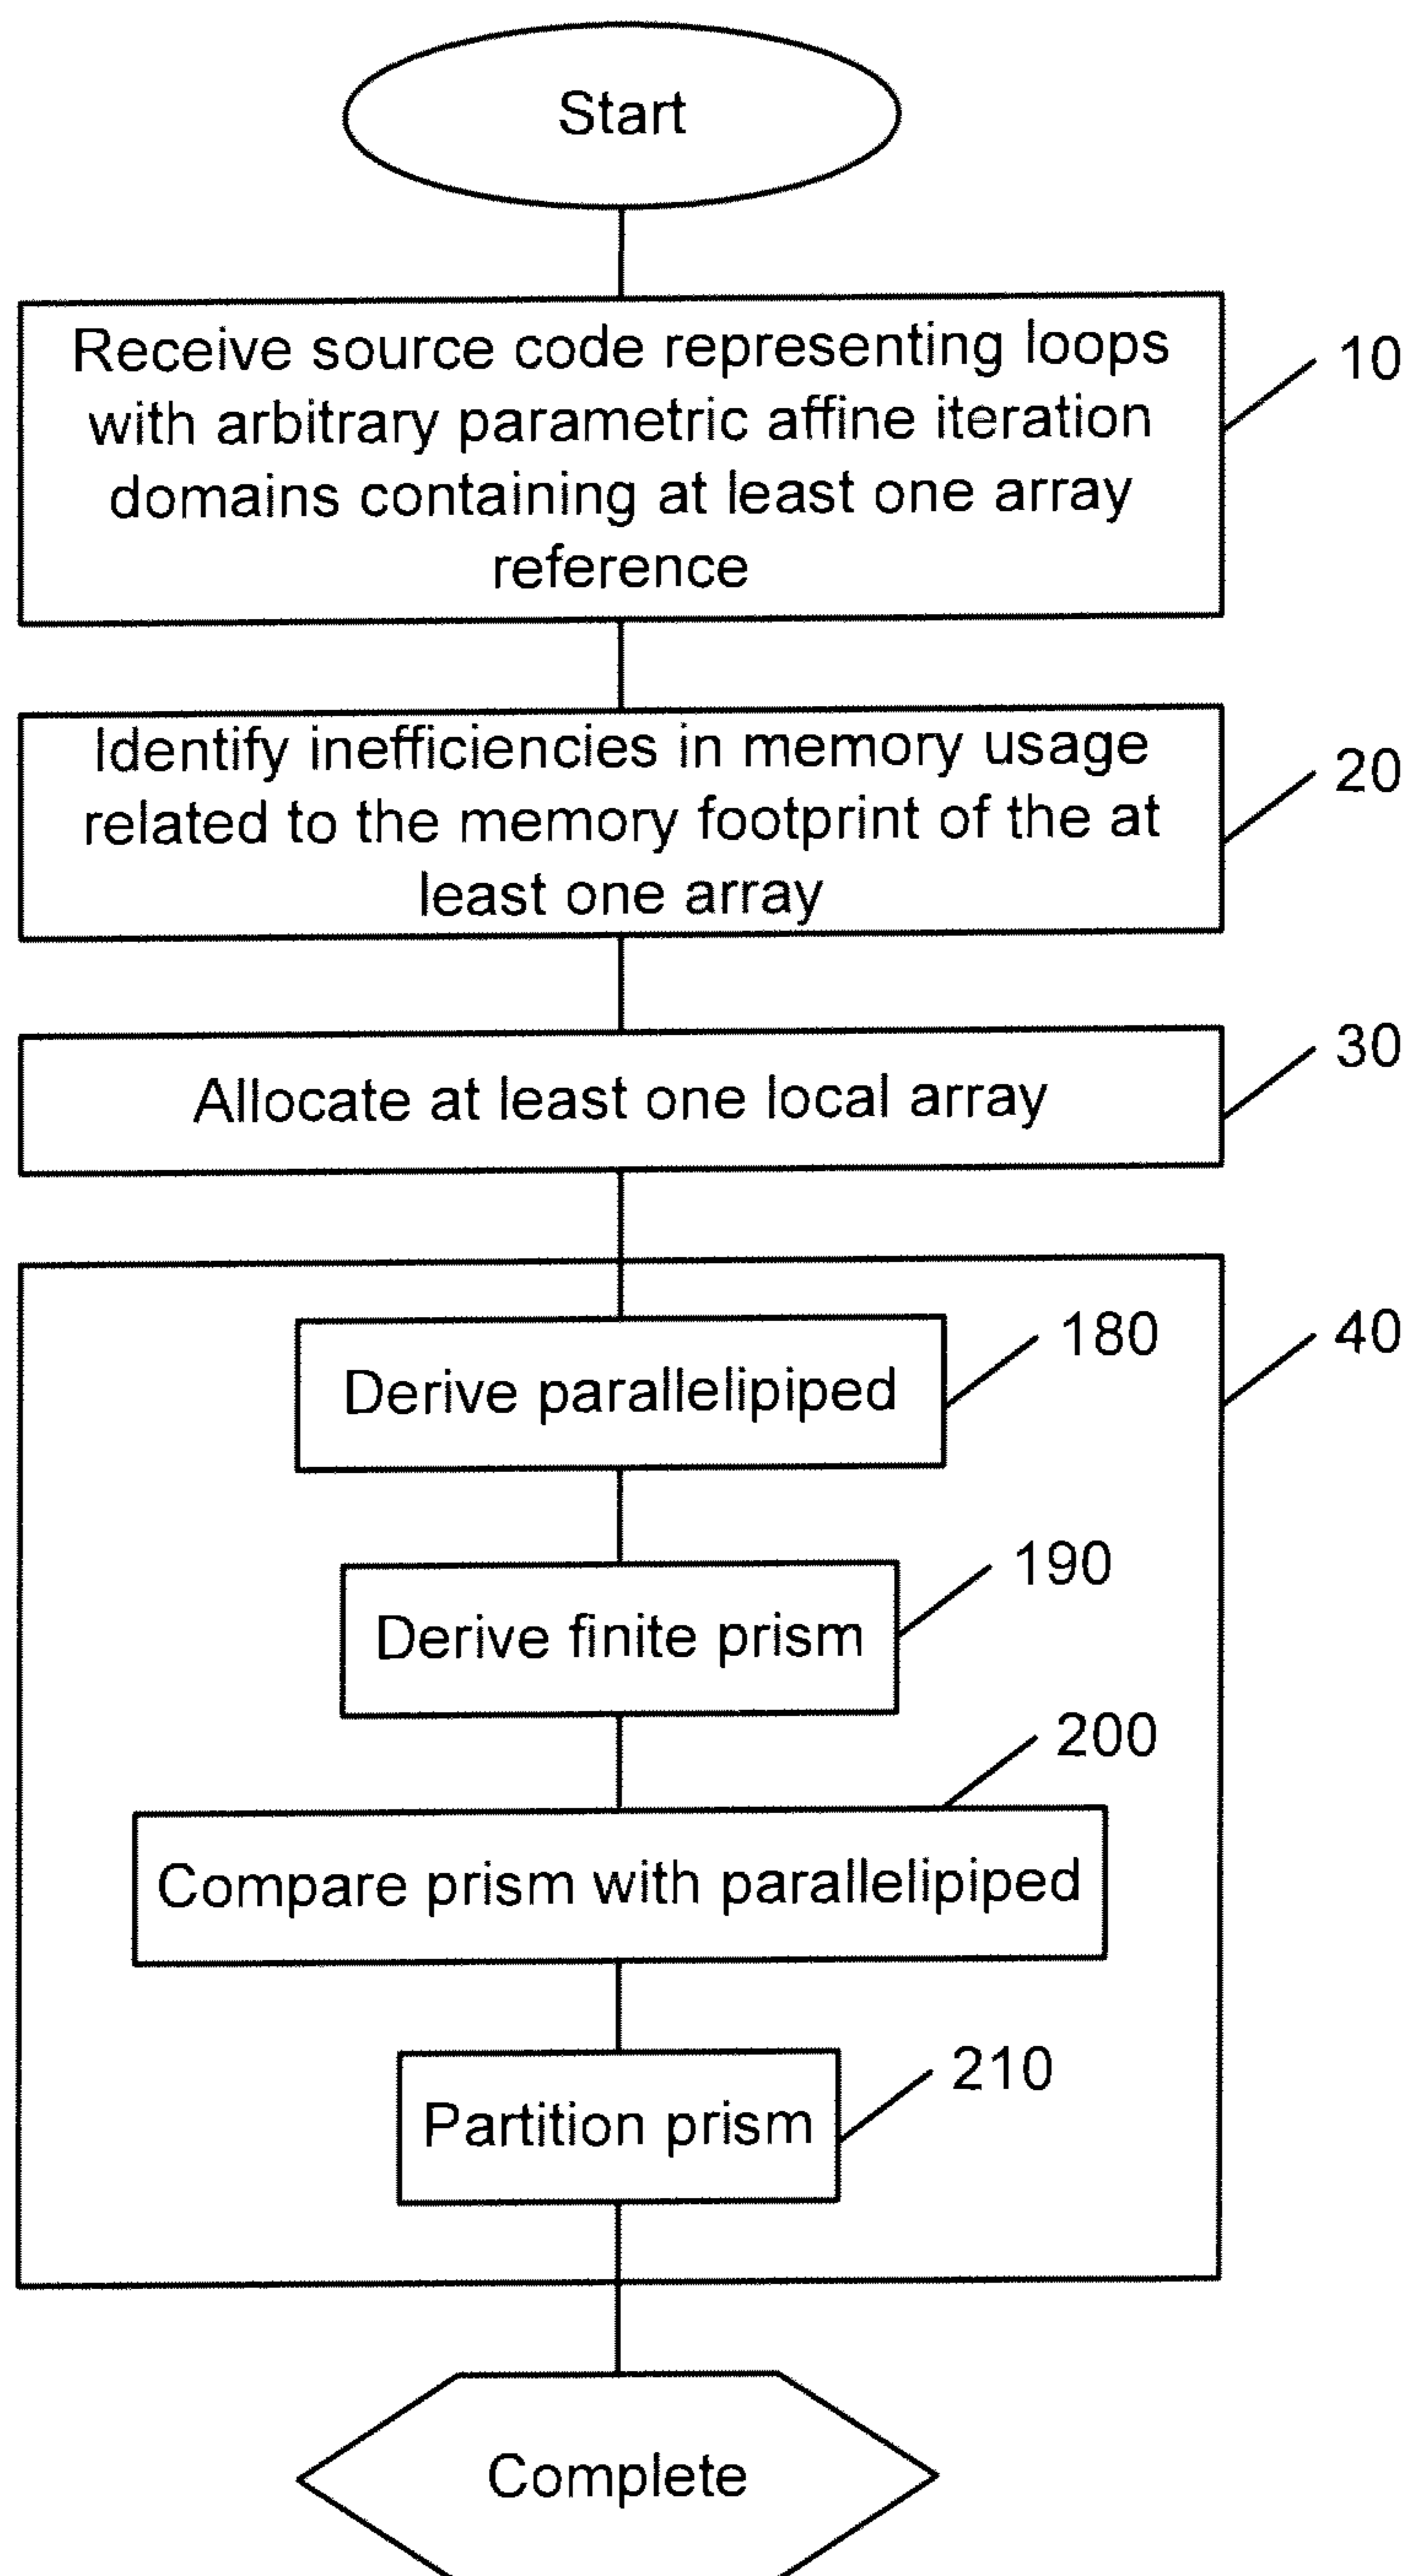 Start
Receive source code representing loops
with arbitrary parametric affine iteration
domains containing at least one array
reference
10
Identify inefficiencies in memory usage
related to the memory footprint of the at
least one array
20
Allocate at least one local array
30
40
Derive parallelipiped
180
Derive finite prism
190
Compare prism with parallelipiped
200
Partition prism
210
Complete